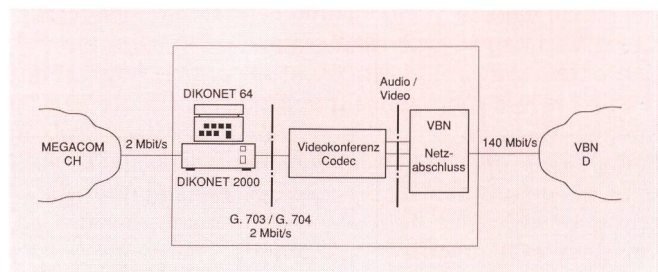 DIKONET 64
Audio /
Video
MEGACOM
CH
2 Mbit/s
DIKONET 2000
Videokonferenz
Codec
VBN
Netz-
abschluss
140 Mbit/s
VBN
D
G. 703 / G. 704
2 Mbit/s